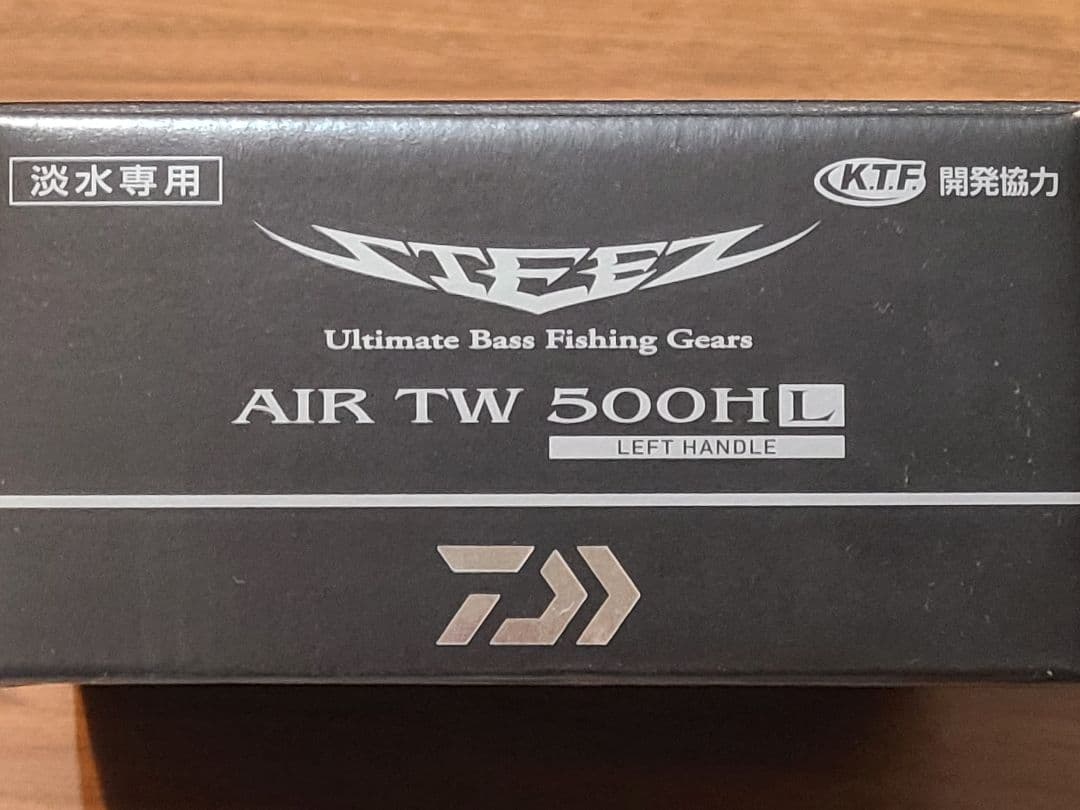 淡水専用
K.T.F. 開発協力
STEEZ
Ultimate Bass Fishing Gears
AIR TW 500HL
LEFT HANDLE